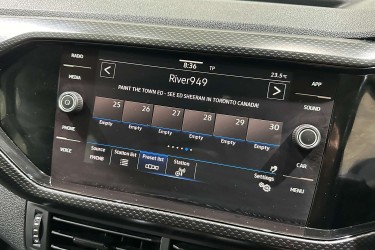 8:36 TP 23.5°C
RADIO
MEDIA
PHONE
VOICE
River949
PAINT THE TOWN ED - SEE ED SHEERAN IN TORONTO CANADA!
25 26 27 28 29 30
Empty Empty Empty Empty Empty Empty
Source Station list Preset list Station Settings
APP
SOUND
CAR
MENU